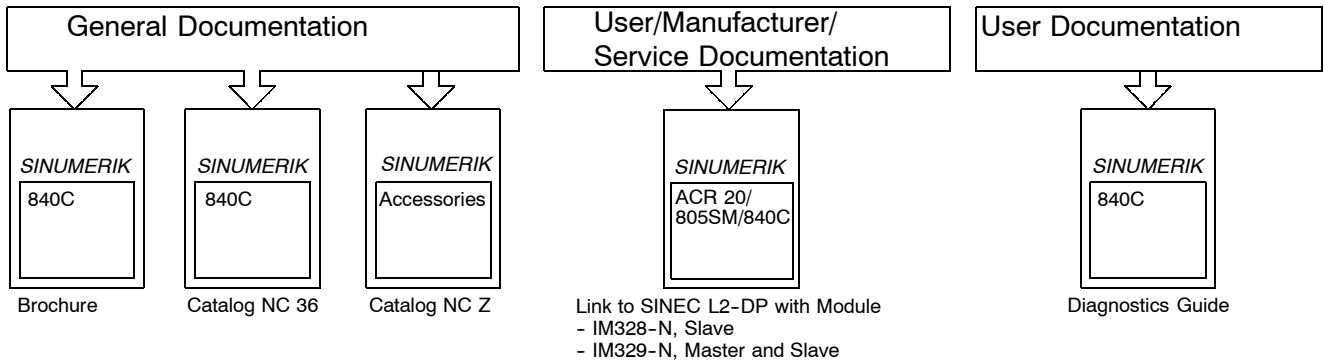 General Documentation
User/Manufacturer/
Service Documentation
User Documentation
SINUMERIK
840C
Brochure
SINUMERIK
840C
Catalog NC 36
SINUMERIK
Accessories
Catalog NC Z
SINUMERIK
ACR 20/
805SM/840C
Link to SINEC L2-DP with Module
- IM328-N, Slave
- IM329-N, Master and Slave
SINUMERIK
840C
Diagnostics Guide